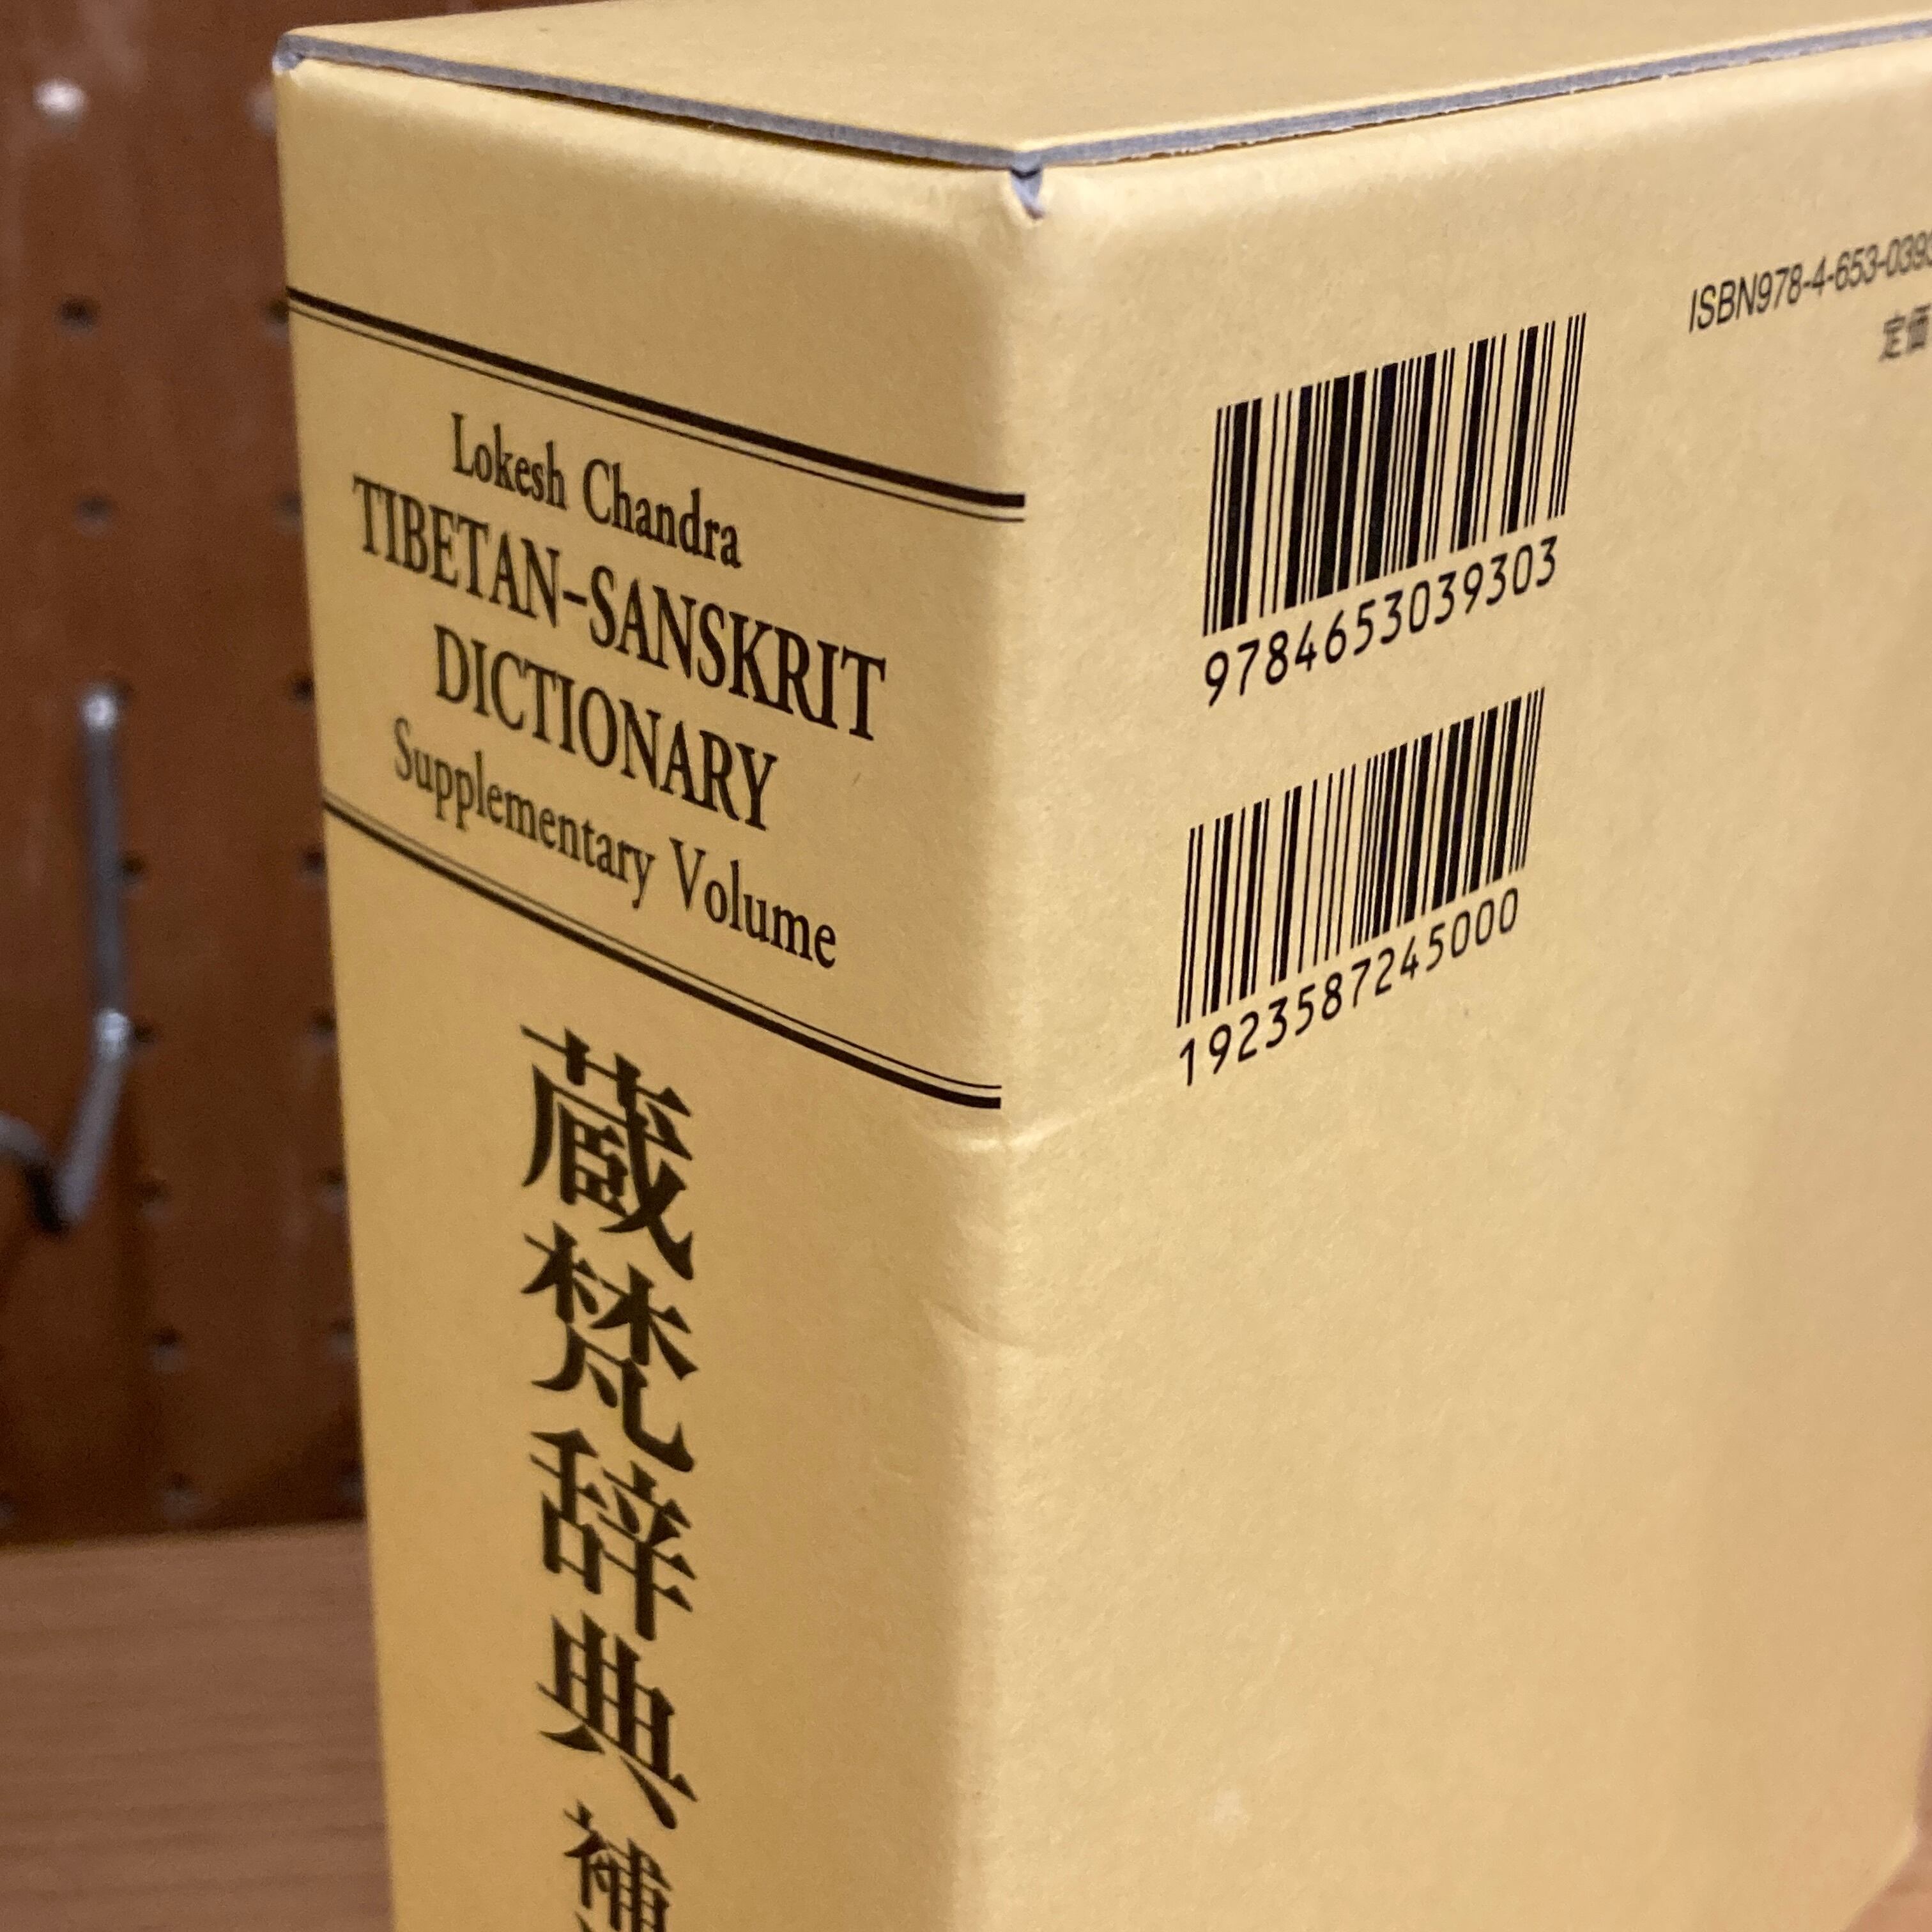 Lokesh Chandra
TIBETAN-SANSKRIT
DICTIONARY
Supplementary Volume
蔵梵辞典 補
9784653039303
1923587245000
ISBN978-4-653-0393
定価